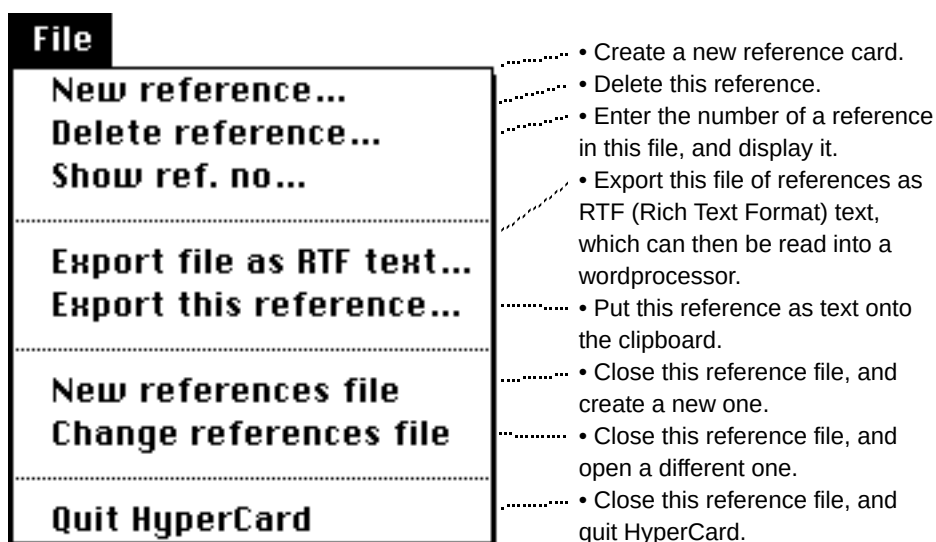 File
New reference...
Delete reference...
Show ref. no...
Export file as RTF text...
Export this reference...
New references file
Change references file
Quit HyperCard
• Create a new reference card.
• Delete this reference.
• Enter the number of a reference
in this file, and display it.
• Export this file of references as
RTF (Rich Text Format) text,
which can then be read into a
wordprocessor.
• Put this reference as text onto
the clipboard.
• Close this reference file, and
create a new one.
• Close this reference file, and
open a different one.
• Close this reference file, and
quit HyperCard.